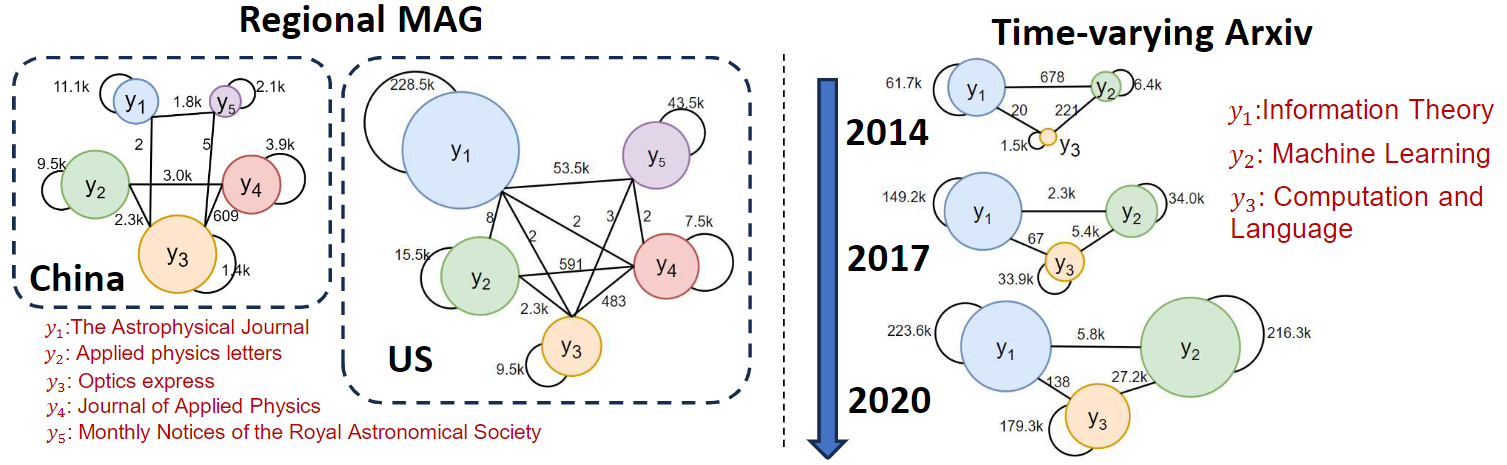 Regional MAG
11.1k
y1
1.8k
y5
2.1k
2
5
9.5k
y2
3.0k
y4
3.9k
2.3k
609
y3
1.4k
China
228.5k
y1
43.5k
y5
53.5k
8
2
2
3
2
15.5k
y2
591
y4
7.5k
2.3k
483
y3
9.5k
US
y1:The Astrophysical Journal
y2: Applied physics letters
y3: Optics express
y4: Journal of Applied Physics
y5: Monthly Notices of the Royal Astronomical Society
Time-varying Arxiv
61.7k
y1
678
y2
6.4k
20
221
1.5k
y3
2014
149.2k
y1
2.3k
y2
34.0k
67
5.4k
y3
33.9k
2017
223.6k
y1
5.8k
y2
216.3k
138
27.2k
y3
179.3k
2020
y1:Information Theory
y2: Machine Learning
y3: Computation and
Language